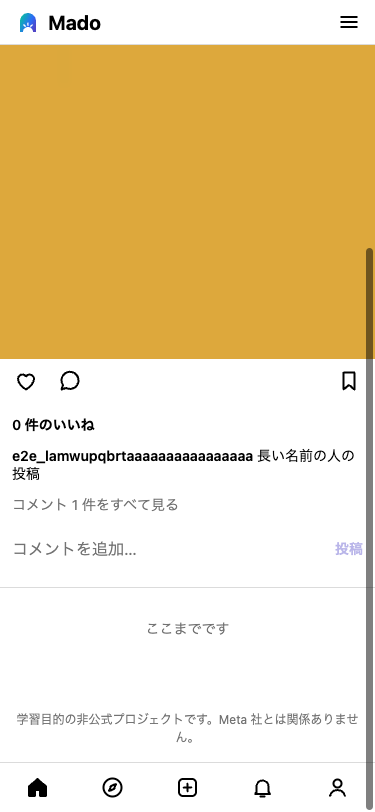 Mado
0 件のいいね
e2e_lamwupqbrtaaaaaaaaaaaaaaaa 長い名前の人の
投稿
コメント 1 件をすべて見る
コメントを追加... 投稿
ここまでです
学習目的の非公式プロジェクトです。Meta 社とは関係ありませ
ん。